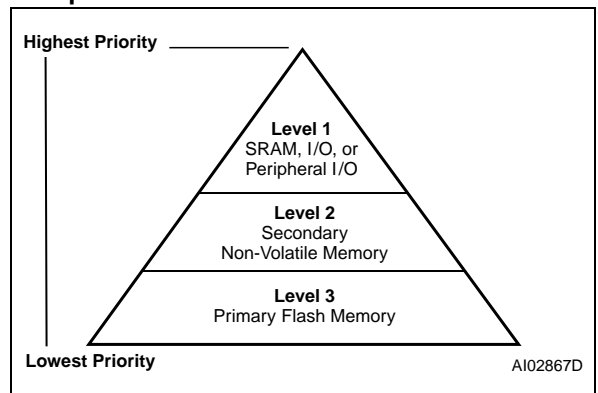 Highest Priority
Level 1
SRAM, I/O, or
Peripheral I/O
Level 2
Secondary
Non-Volatile Memory
Level 3
Primary Flash Memory
Lowest Priority
AI02867D